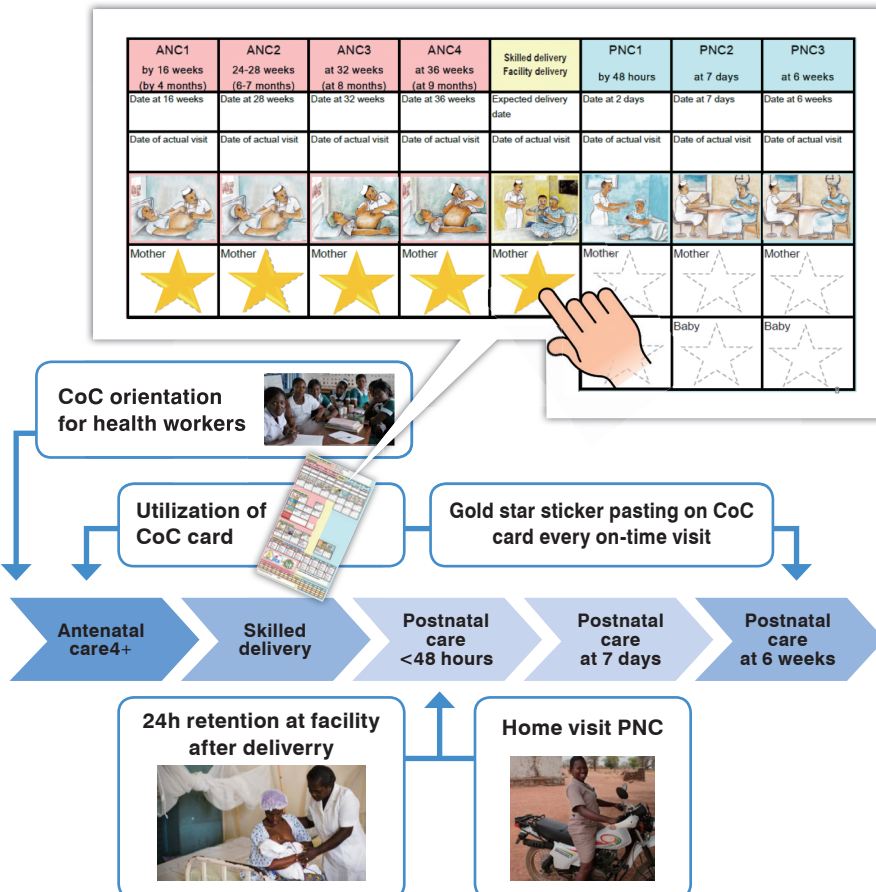 ANC1 ANC2 ANC3 ANC4 Skilled delivery PNC1 PNC2 PNC3
Facility delivery
by 16 weeks 24-28 weeks at 32 weeks at 36 weeks by 48 hours at 7 days at 6 weeks
(by 4 months) (6-7 months) (at 8 months) (at 9 months)
Date at 16 weeks Date at 28 weeks Date at 32 weeks Date at 36 weeks Expected delivery Date at 2 days Date at 7 days Date at 6 weeks
date
Date of actual visit Date of actual visit Date of actual visit Date of actual visit Date of actual visit Date of actual visit Date of actual visit Date of actual visit
Mother Mother Mother Mother Mother Mother Mother Mother
Baby Baby
CoC orientation
for health workers
Utilization of
CoC card
Gold star sticker pasting on CoC
card every on-time visit
Antenatal
care4+
Skilled
delivery
Postnatal
care
<48 hours
Postnatal
care
at 7 days
Postnatal
care
at 6 weeks
24h retention at facility
after deliverry
Home visit PNC